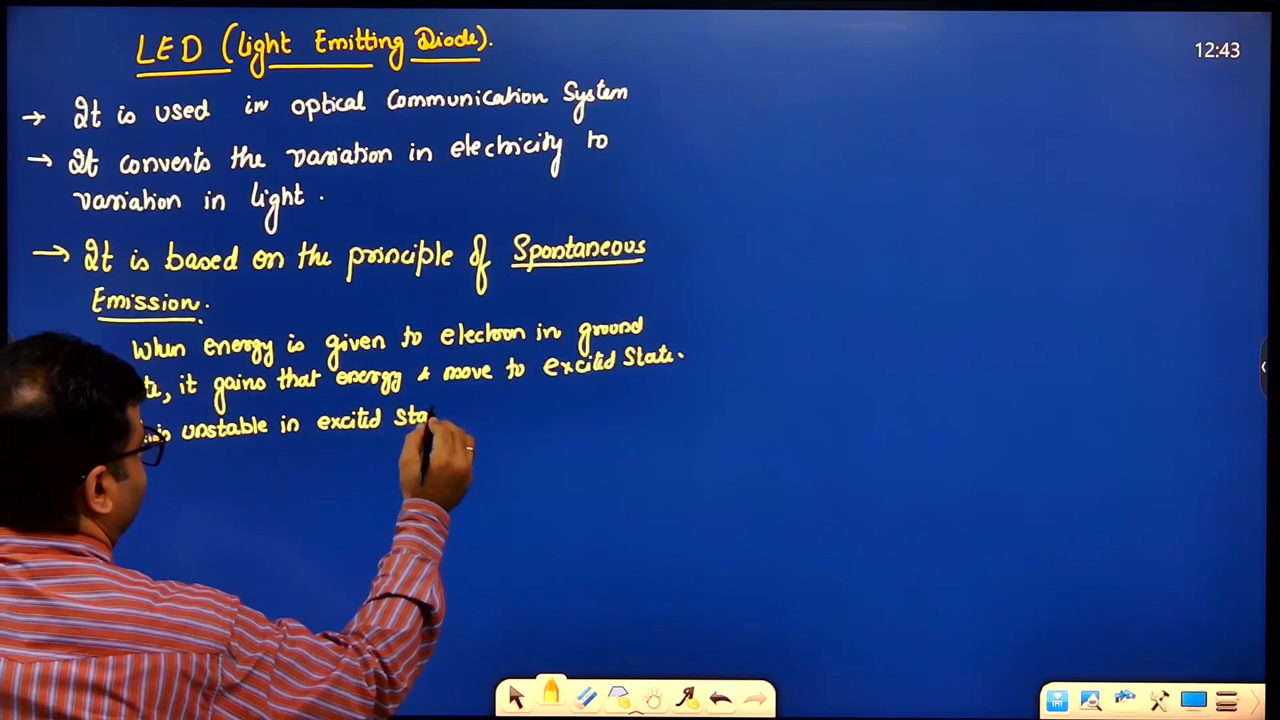 LED (Light Emitting Diode).
12:43
→ It is used in optical Communication System
→ It converts the variation in electricity to
variation in light.
→ It is based on the principle of Spontaneous
Emission.
When energy is given to electron in ground
it gains that energy & move to excited State.
unstable in excited Sta